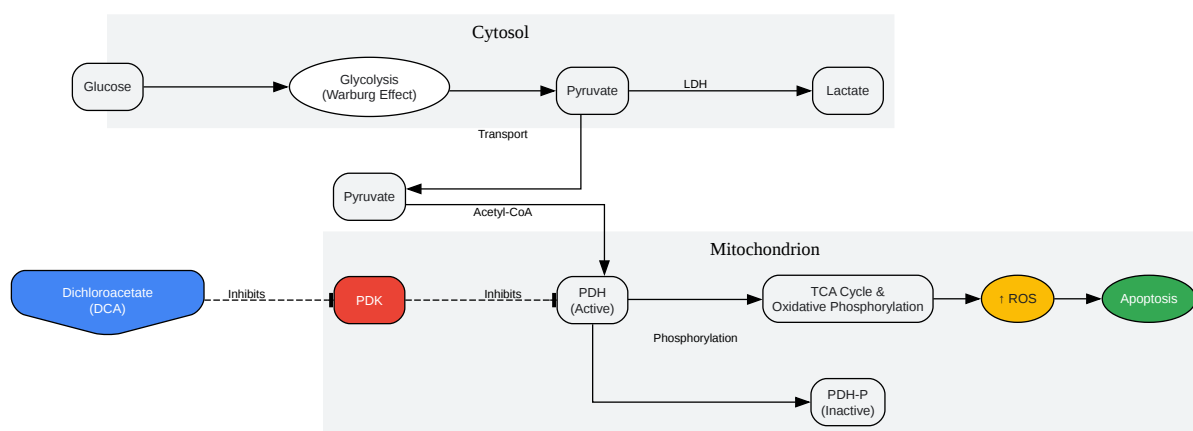 Cytosol
Glucose
Glycolysis
(Warburg Effect)
Pyruvate
LDH
Lactate
Transport
Pyruvate
Acetyl-CoA
Mitochondrion
Dichloroacetate
(DCA)
Inhibits
PDK
Inhibits
PDH
(Active)
TCA Cycle &
Oxidative Phosphorylation
↑ ROS
Apoptosis
Phosphorylation
PDH-P
(Inactive)